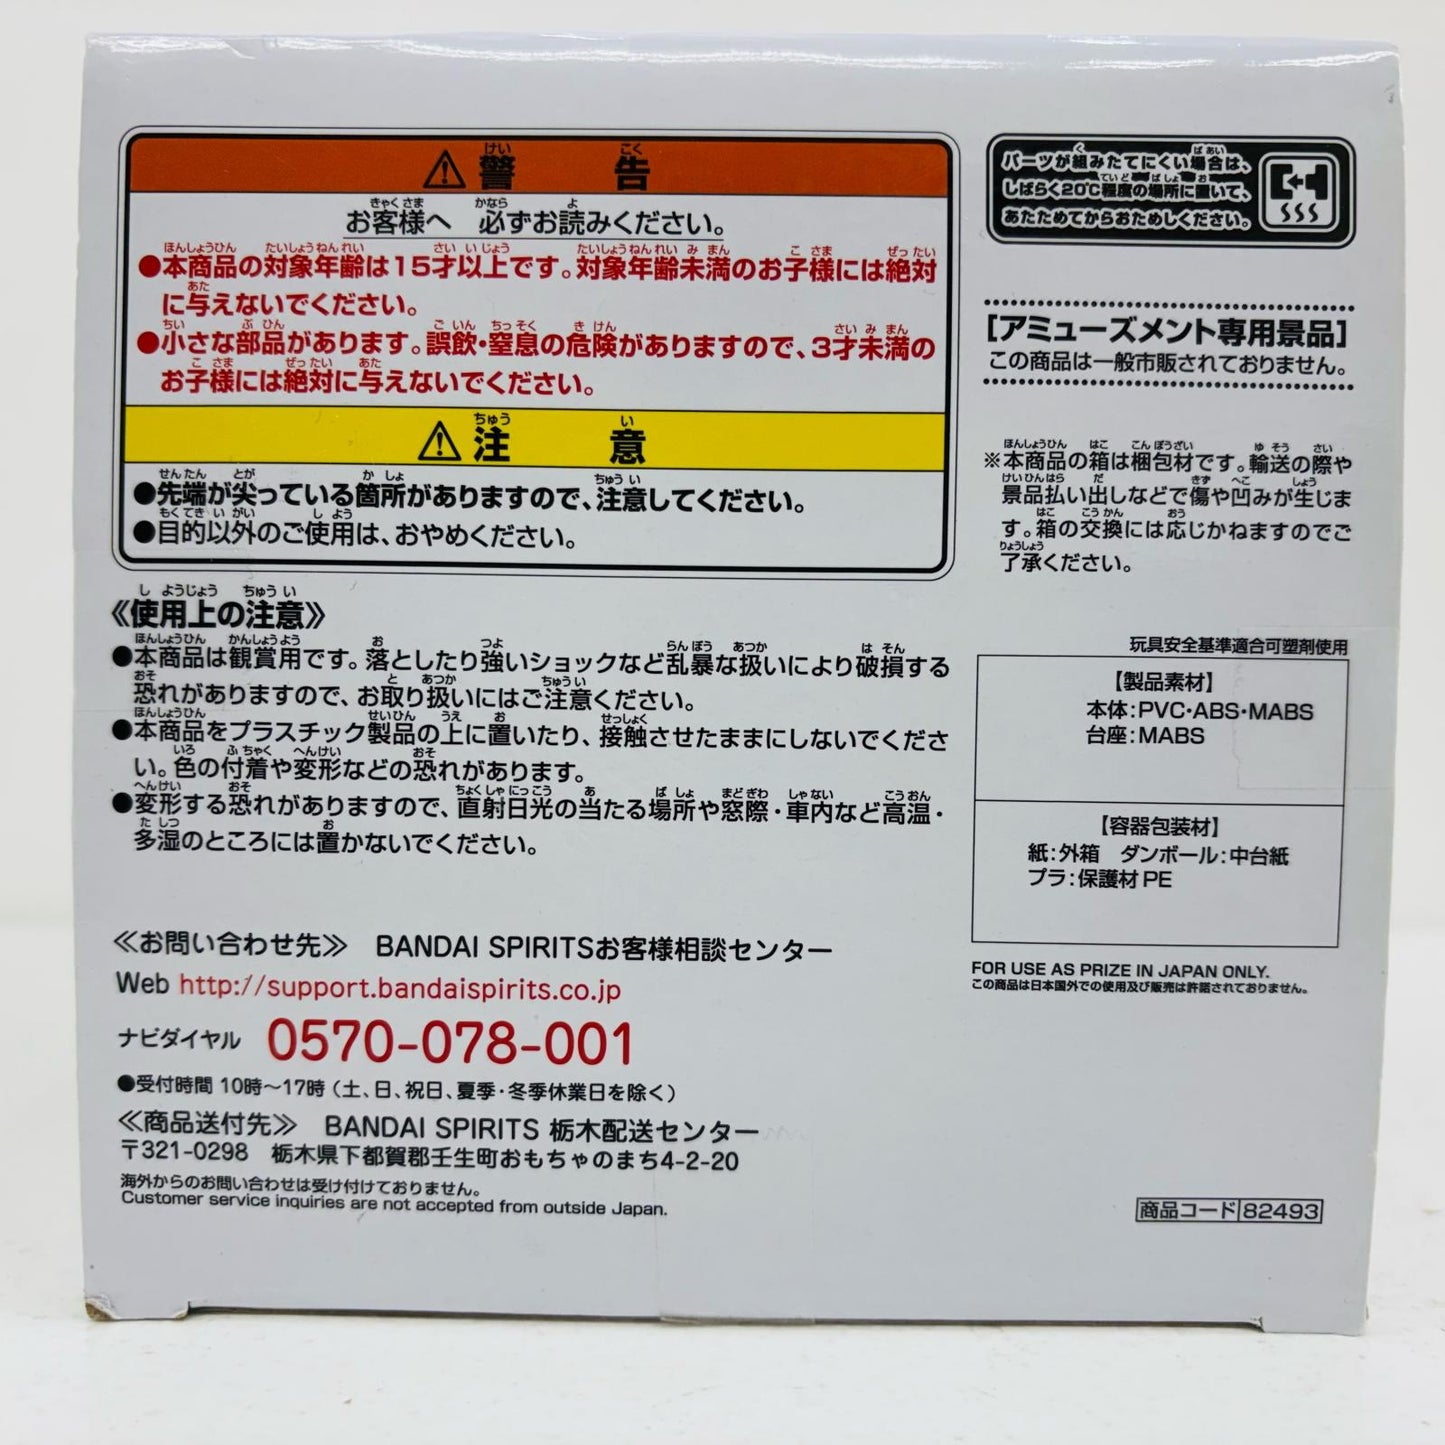 ⚠警告
お客様へ 必ずお読みください。
●本商品の対象年齢は15才以上です。対象年齢未満のお子様には絶対
に与えないでください。
●小さな部品があります。誤飲・窒息の危険がありますので、3才未満の
お子様には絶対に与えないでください。
⚠注意
●先端が尖っている箇所がありますので、注意してください。
●目的以外のご使用は、おやめください。
《使用上の注意》
●本商品は観賞用です。落としたり強いショックなど乱暴な扱いにより破損する
恐れがありますので、お取り扱いにはご注意ください。
●本商品をプラスチック製品の上に置いたり、接触させたままにしないでくださ
い。色の付着や変形などの恐れがあります。
●変形する恐れがありますので、直射日光の当たる場所や窓際・車内など高温・
多湿のところには置かないでください。
≪お問い合わせ先≫ BANDAI SPIRITSお客様相談センター
Web http://support.bandaispirits.co.jp
ナビダイヤル 0570-078-001
●受付時間 10時~17時(土、日、祝日、夏季・冬季休業日を除く)
≪商品送付先≫ BANDAI SPIRITS 栃木配送センター
〒321-0298 栃木県下都賀郡壬生町おもちゃのまち4-2-20
海外からのお問い合わせは受け付けておりません。
Customer service inquiries are not accepted from outside Japan.
パーツが組みたてにくい場合は、
しばらく20℃程度の場所に置いて、
あたためてからおためしください。
[アミューズメント専用景品]
この商品は一般市販されておりません。
※本商品の箱は梱包材です。輸送の際や
景品払い出しなどで傷や凹みが生じま
す。箱の交換には応じかねますのでご
了承ください。
玩具安全基準適合可塑剤使用
【製品素材】
本体:PVC・ABS・MABS
台座:MABS
【容器包装材】
紙:外箱 ダンボール:中台紙
プラ:保護材 PE
FOR USE AS PRIZE IN JAPAN ONLY.
この商品は日本国外での使用及び販売は許諾されておりません。
商品コード 82493